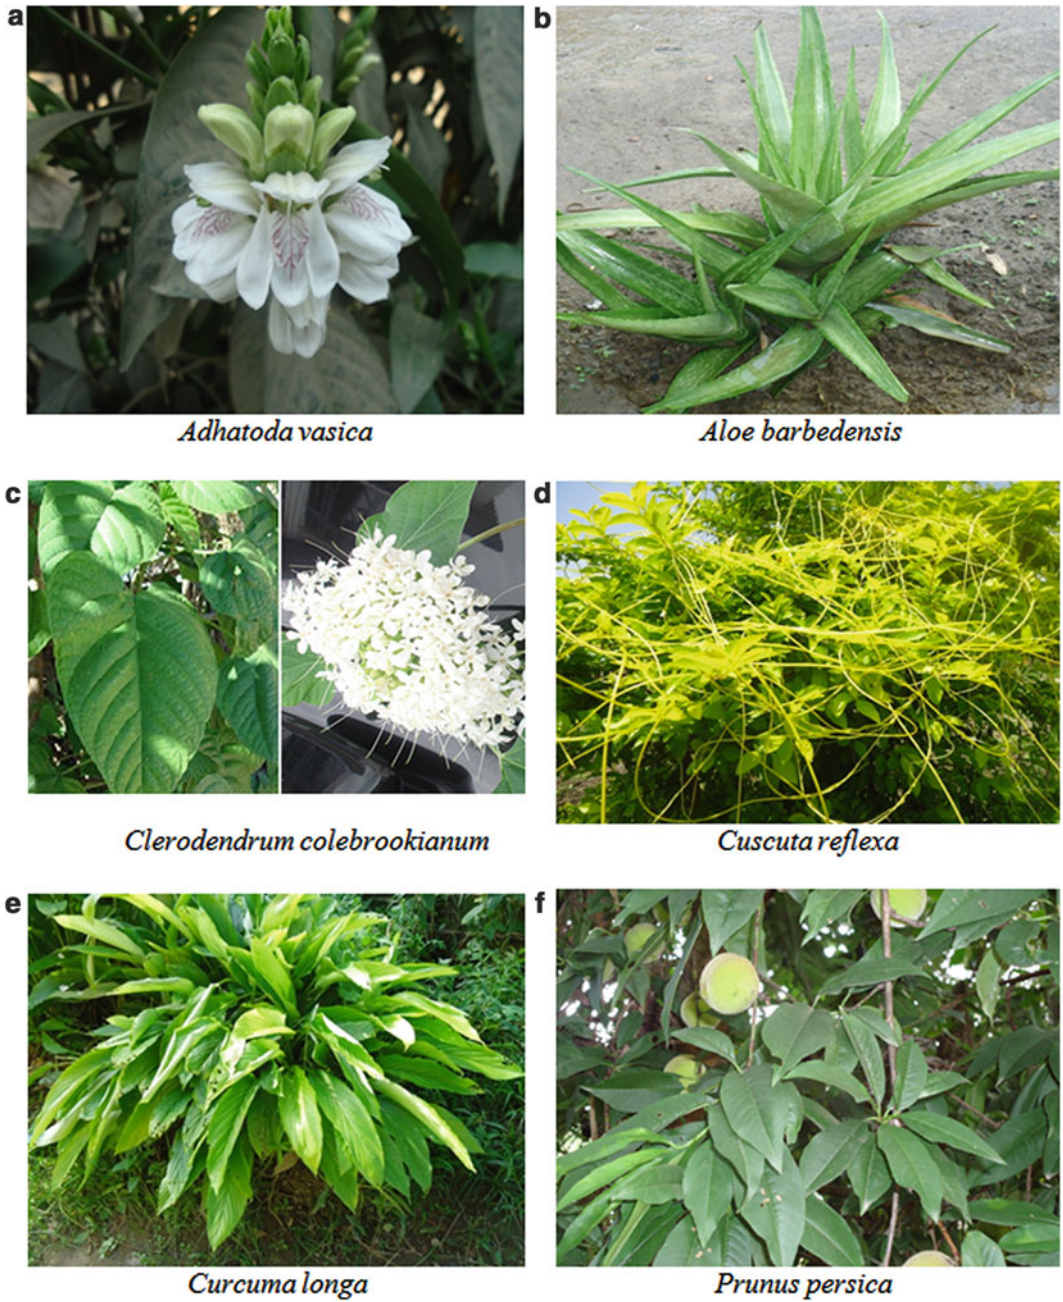 a
b
Adhatoda vasica
Aloe barbedensis
c
d
Clerodendrum colebrookianum
Cuscuta reflexa
e
f
Curcuma longa
Prunus persica